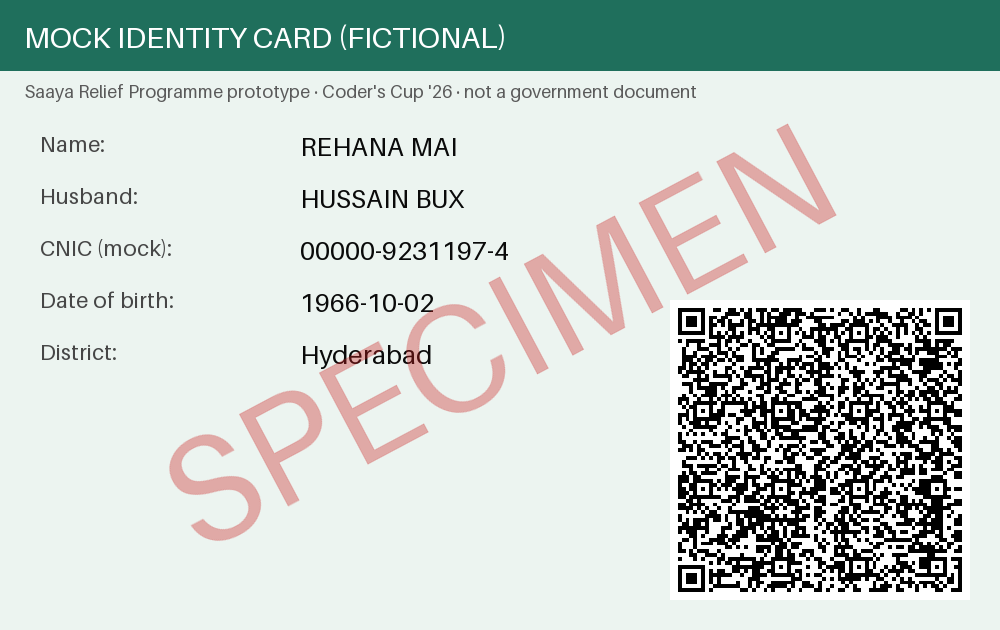 MOCK IDENTITY CARD (FICTIONAL)
Saaya Relief Programme prototype · Coder's Cup '26 · not a government document
Name: REHANA MAI
Husband: HUSSAIN BUX
CNIC (mock): 00000-9231197-4
Date of birth: 1966-10-02
District: Hyderabad
SPECIMEN